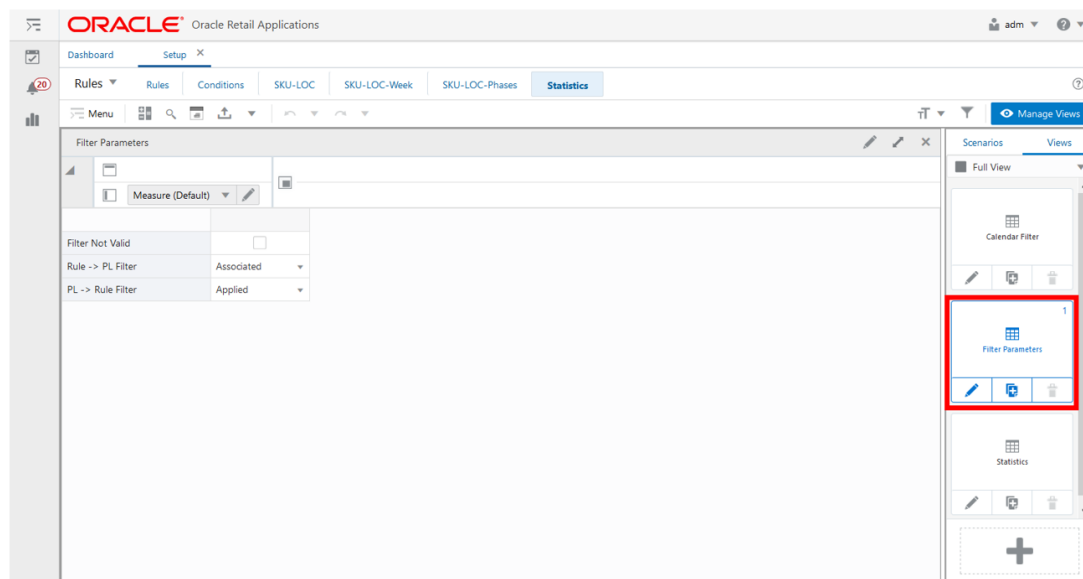 ORACLE® Oracle Retail Applications
adm
Dashboard Setup
20
Rules Rules Conditions SKU-LOC SKU-LOC-Week SKU-LOC-Phases Statistics
Menu
Manage Views
Filter Parameters
Scenarios Views
Full View
Measure (Default)
Calendar Filter
Filter Not Valid
Rule -> PL Filter Associated
PL -> Rule Filter Applied
1
Filter Parameters
Statistics